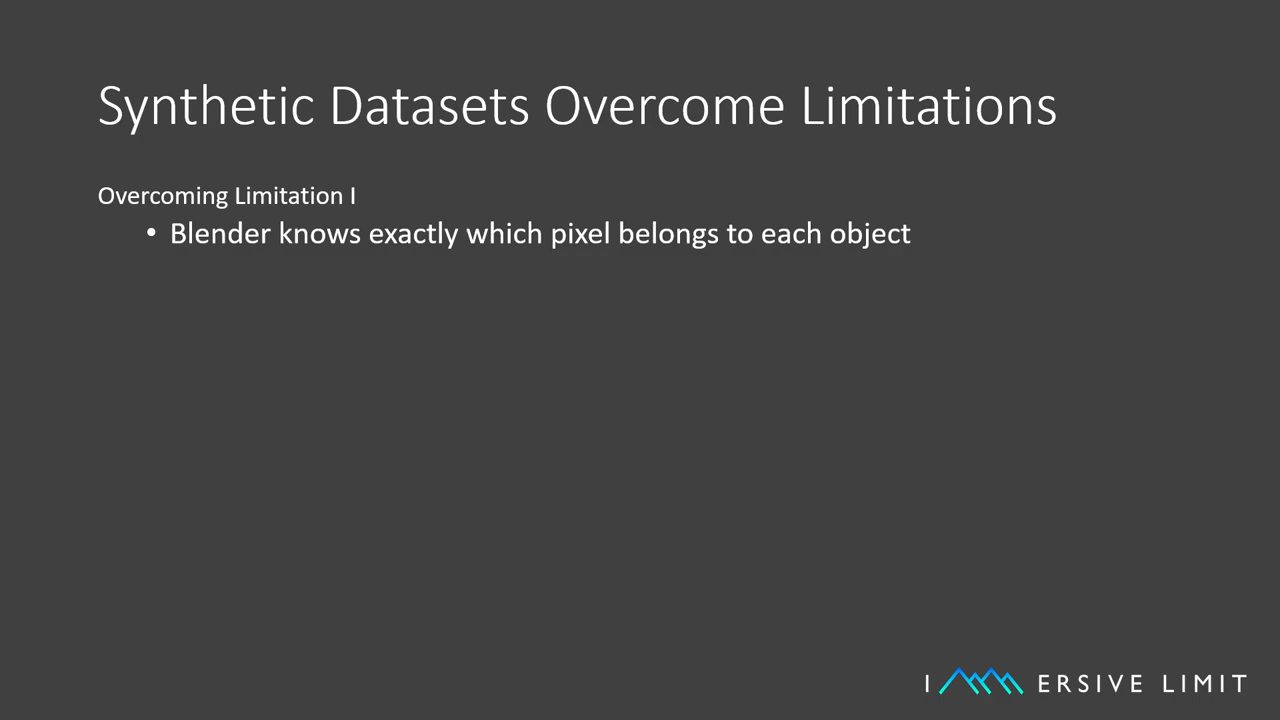 Synthetic Datasets Overcome Limitations
Overcoming Limitation I
• Blender knows exactly which pixel belongs to each object
I ERSIVE LIMIT